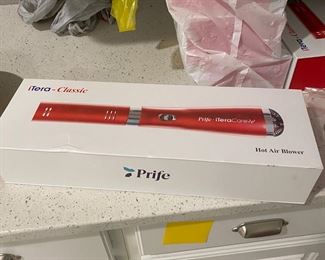 iTera-Classic
Prife iTeraCare
Hot Air Blower
Prife